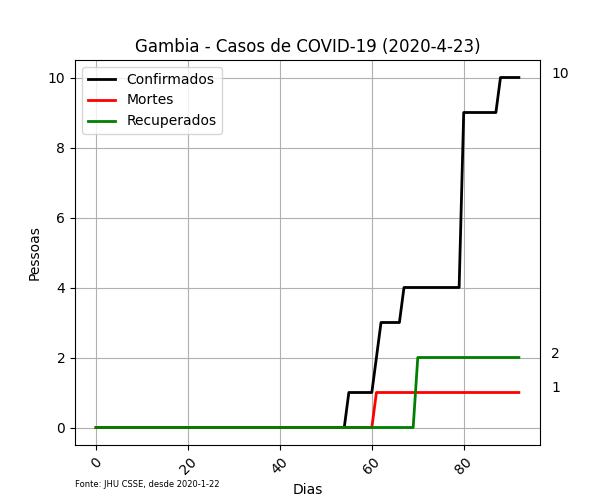 Gambia - Casos de COVID-19 (2020-4-23)
Confirmados
Mortes
Recuperados
10
8
6
4
2
0
Pessoas
10
2
1
0 20 40 60 80
Dias
Fonte: JHU CSSE, desde 2020-1-22